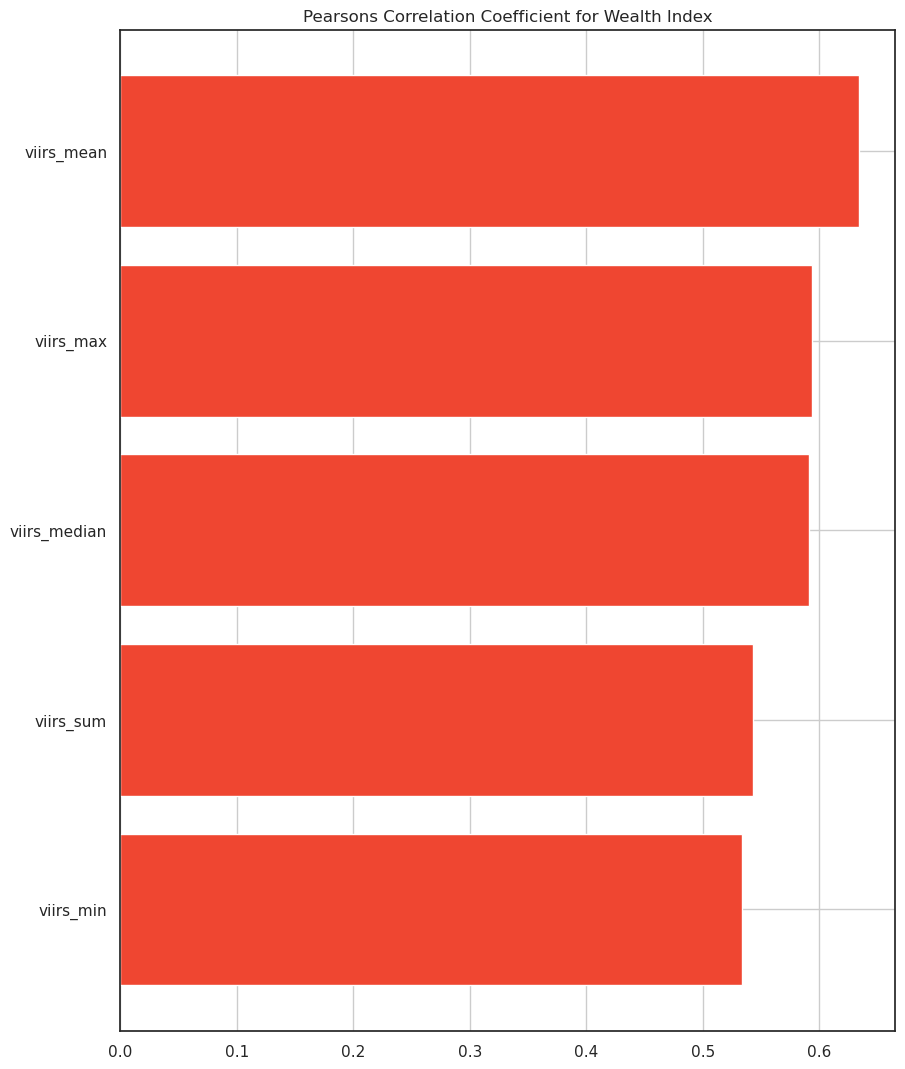 Pearsons Correlation Coefficient for Wealth Index
viirs_mean
viirs_max
viirs_median
viirs_sum
viirs_min
0.0 0.1 0.2 0.3 0.4 0.5 0.6